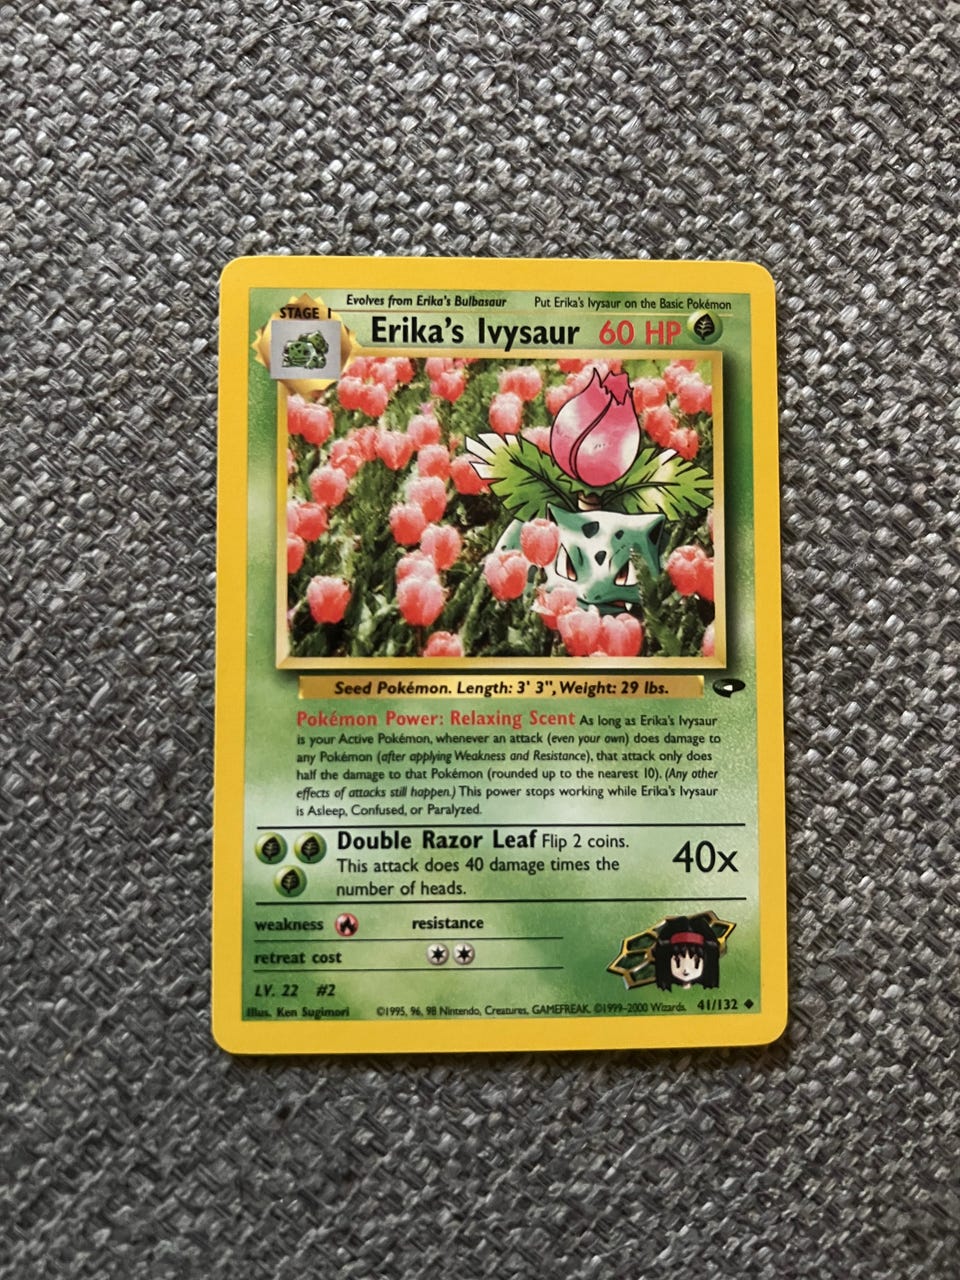 Evolves from Erika's Bulbasaur Put Erika's Ivysaur on the Basic Pokémon
STAGE 1
Erika's Ivysaur 60 HP
Seed Pokémon. Length: 3' 3", Weight: 29 lbs.
Pokémon Power: Relaxing Scent As long as Erika's Ivysaur
is your Active Pokémon, whenever an attack (even your own) does damage to
any Pokémon (after applying Weakness and Resistance), that attack only does
half the damage to that Pokémon (rounded up to the nearest 10). (Any other
effects of attacks still happen.) This power stops working while Erika's Ivysaur
is Asleep, Confused, or Paralyzed.
Double Razor Leaf Flip 2 coins.
This attack does 40 damage times the
number of heads.
40x
weakness resistance
retreat cost
LV. 22 #2
Illus. Ken Sugimori ©1995, 96, 98 Nintendo, Creatures, GAMEFREAK. ©1999-2000 Wizards. 41/132